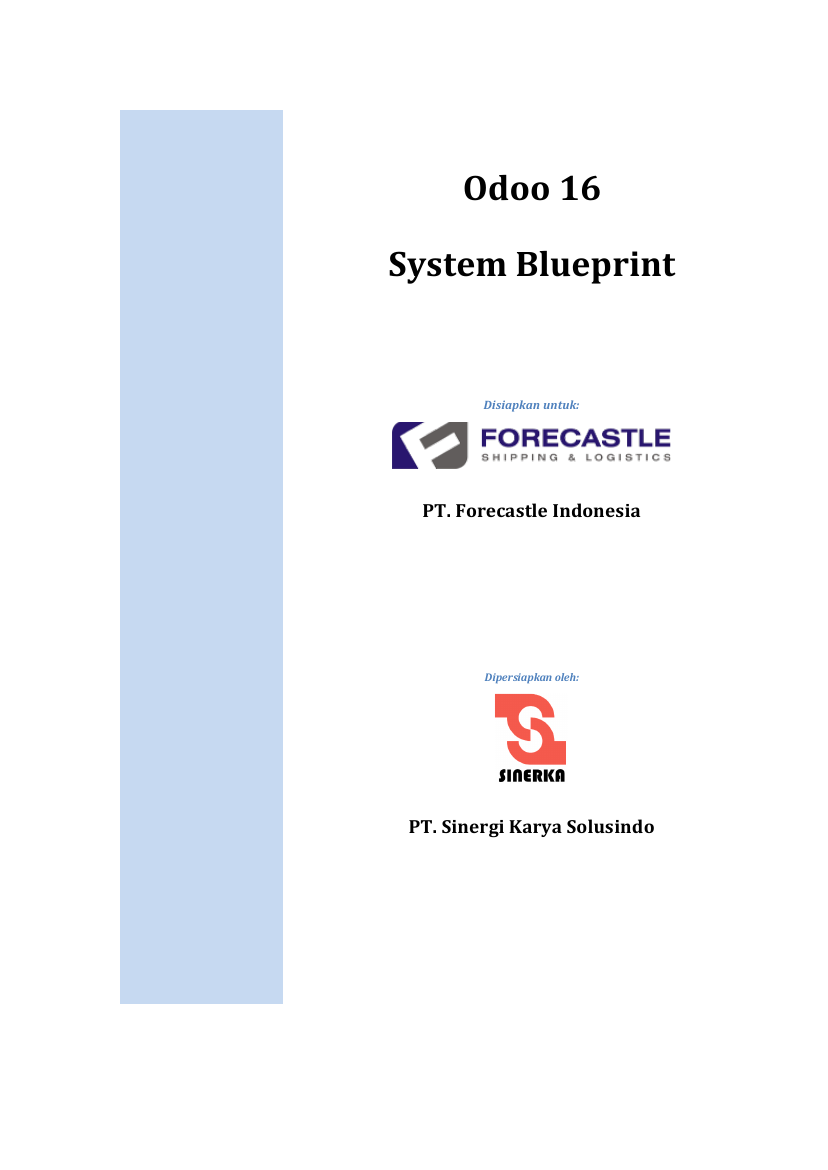 Odoo 16
System Blueprint
Disiapkan untuk:
FORECASTLE
SHIPPING & LOGISTICS
PT. Forecastle Indonesia
Dipersiapkan oleh:
SINERKA
PT. Sinergi Karya Solusindo